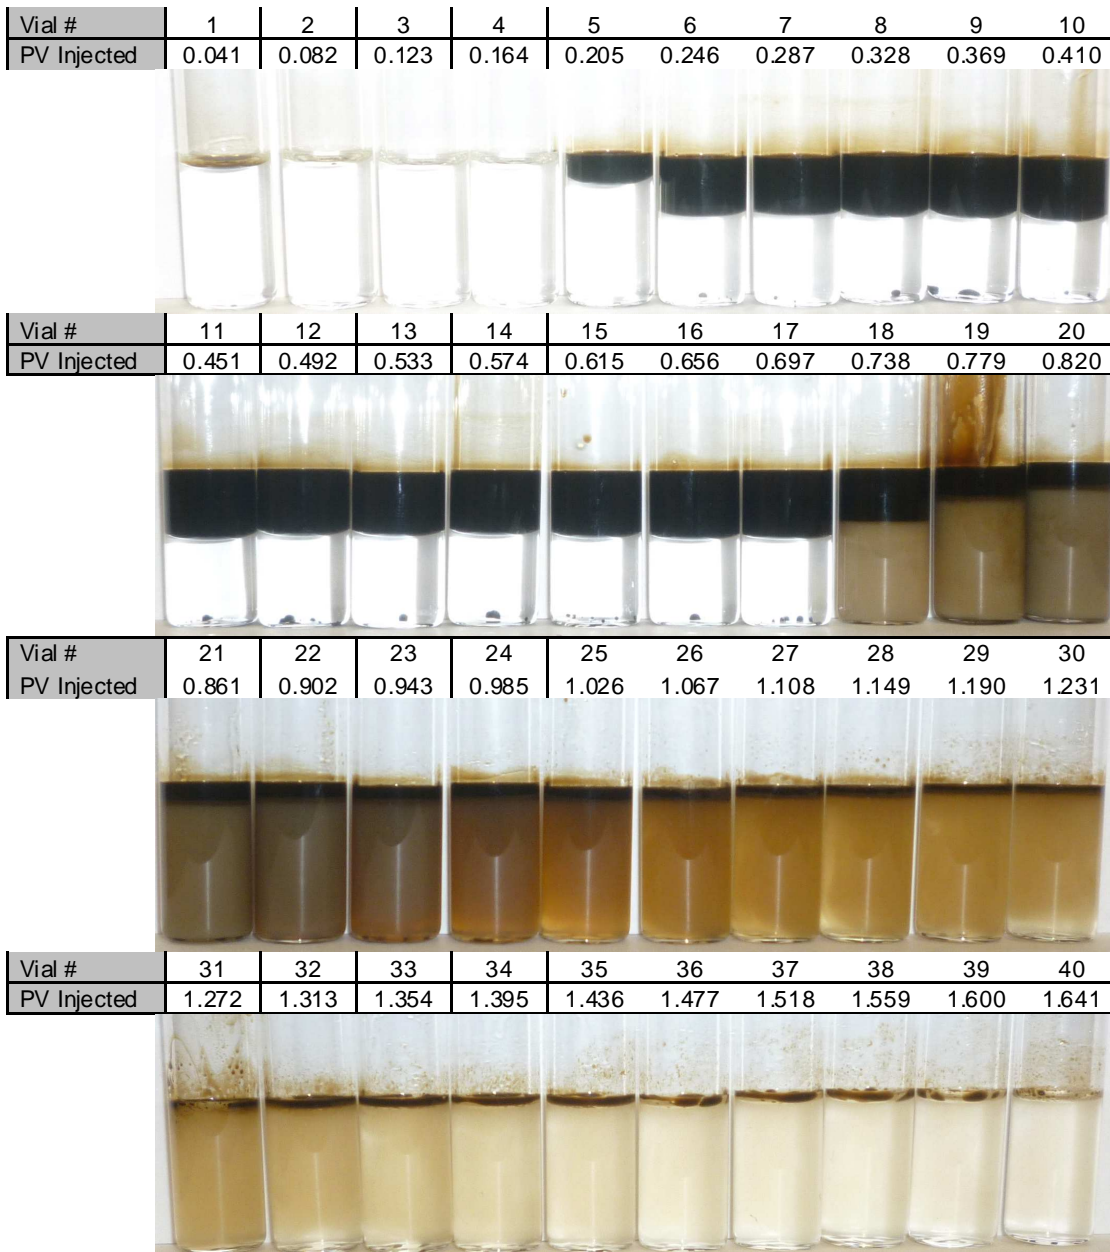 Vial # 1 2 3 4 5 6 7 8 9 10
PV Injected 0.041 0.082 0.123 0.164 0.205 0.246 0.287 0.328 0.369 0.410
Vial # 11 12 13 14 15 16 17 18 19 20
PV Injected 0.451 0.492 0.533 0.574 0.615 0.656 0.697 0.738 0.779 0.820
Vial # 21 22 23 24 25 26 27 28 29 30
PV Injected 0.861 0.902 0.943 0.985 1.026 1.067 1.108 1.149 1.190 1.231
Vial # 31 32 33 34 35 36 37 38 39 40
PV Injected 1.272 1.313 1.354 1.395 1.436 1.477 1.518 1.559 1.600 1.641